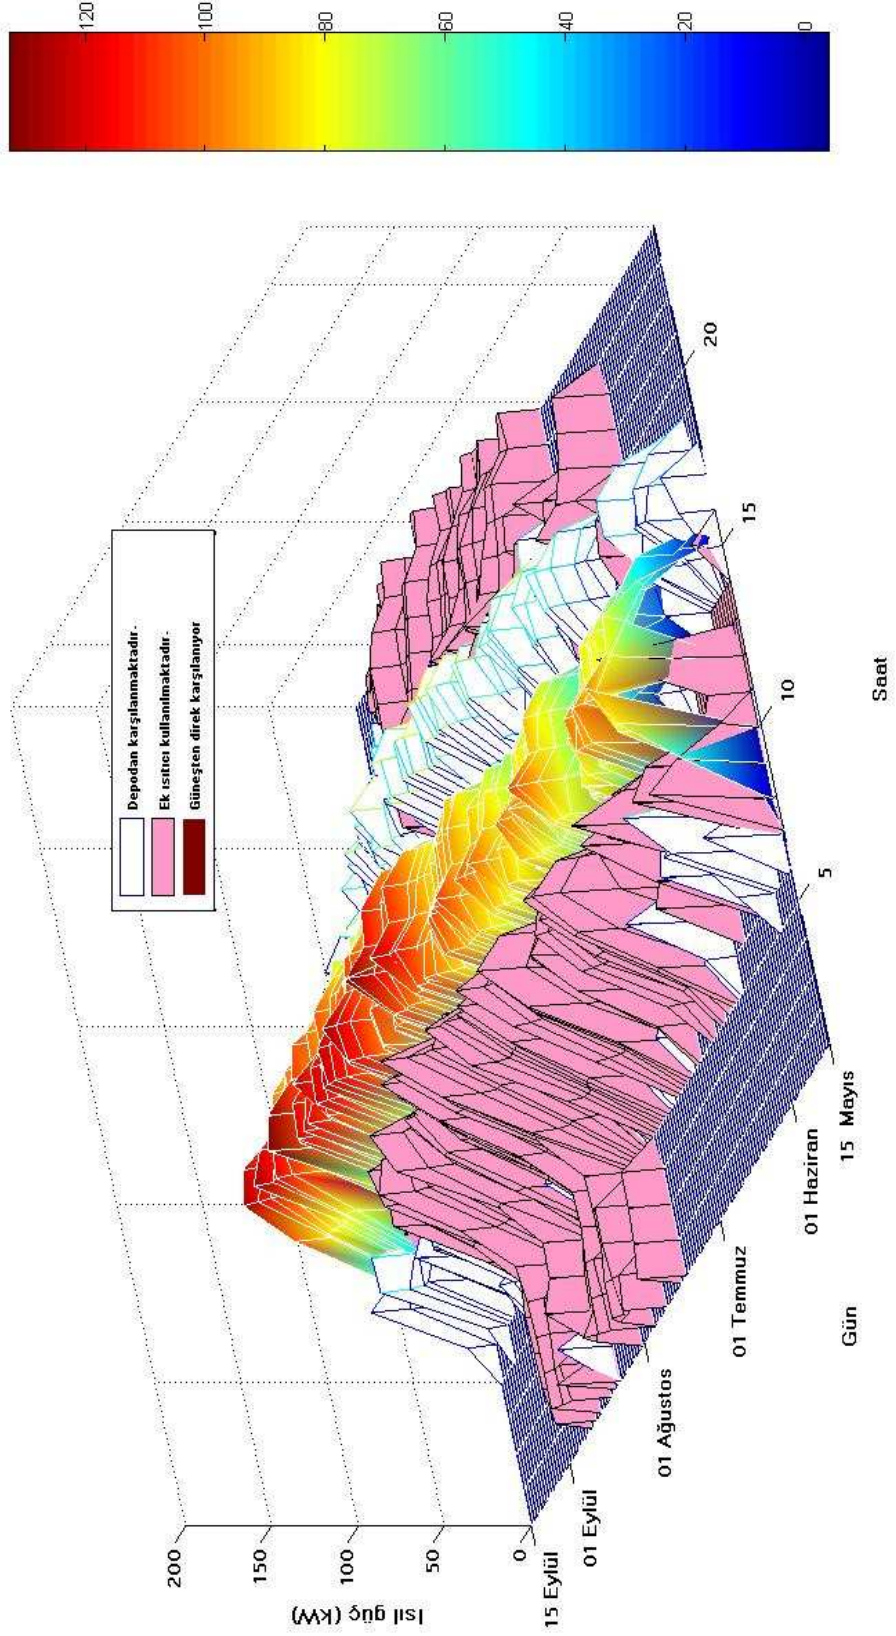 Depodan karşılanmaktadır-
Ek ısıtıcı kullanılmaktadır-
Güneşten direk karşılanıyor
200
150
100
50
0
Isıl güç (kW)
15 Eylül
01 Eylül
01 Ağustos
01 Temmuz
01 Haziran
15 Mayıs
Gün
5
10
15
20
Saat
120
100
80
60
40
20
0